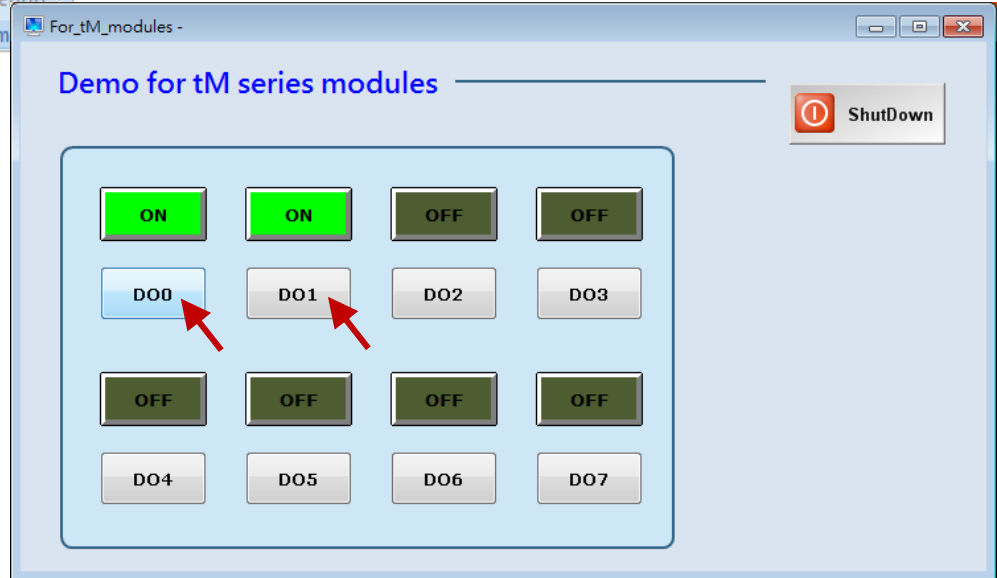 For_tM_modules -
Demo for tM series modules
ShutDown
ON ON OFF OFF
DO0 DO1 DO2 DO3
OFF OFF OFF OFF
DO4 DO5 DO6 DO7